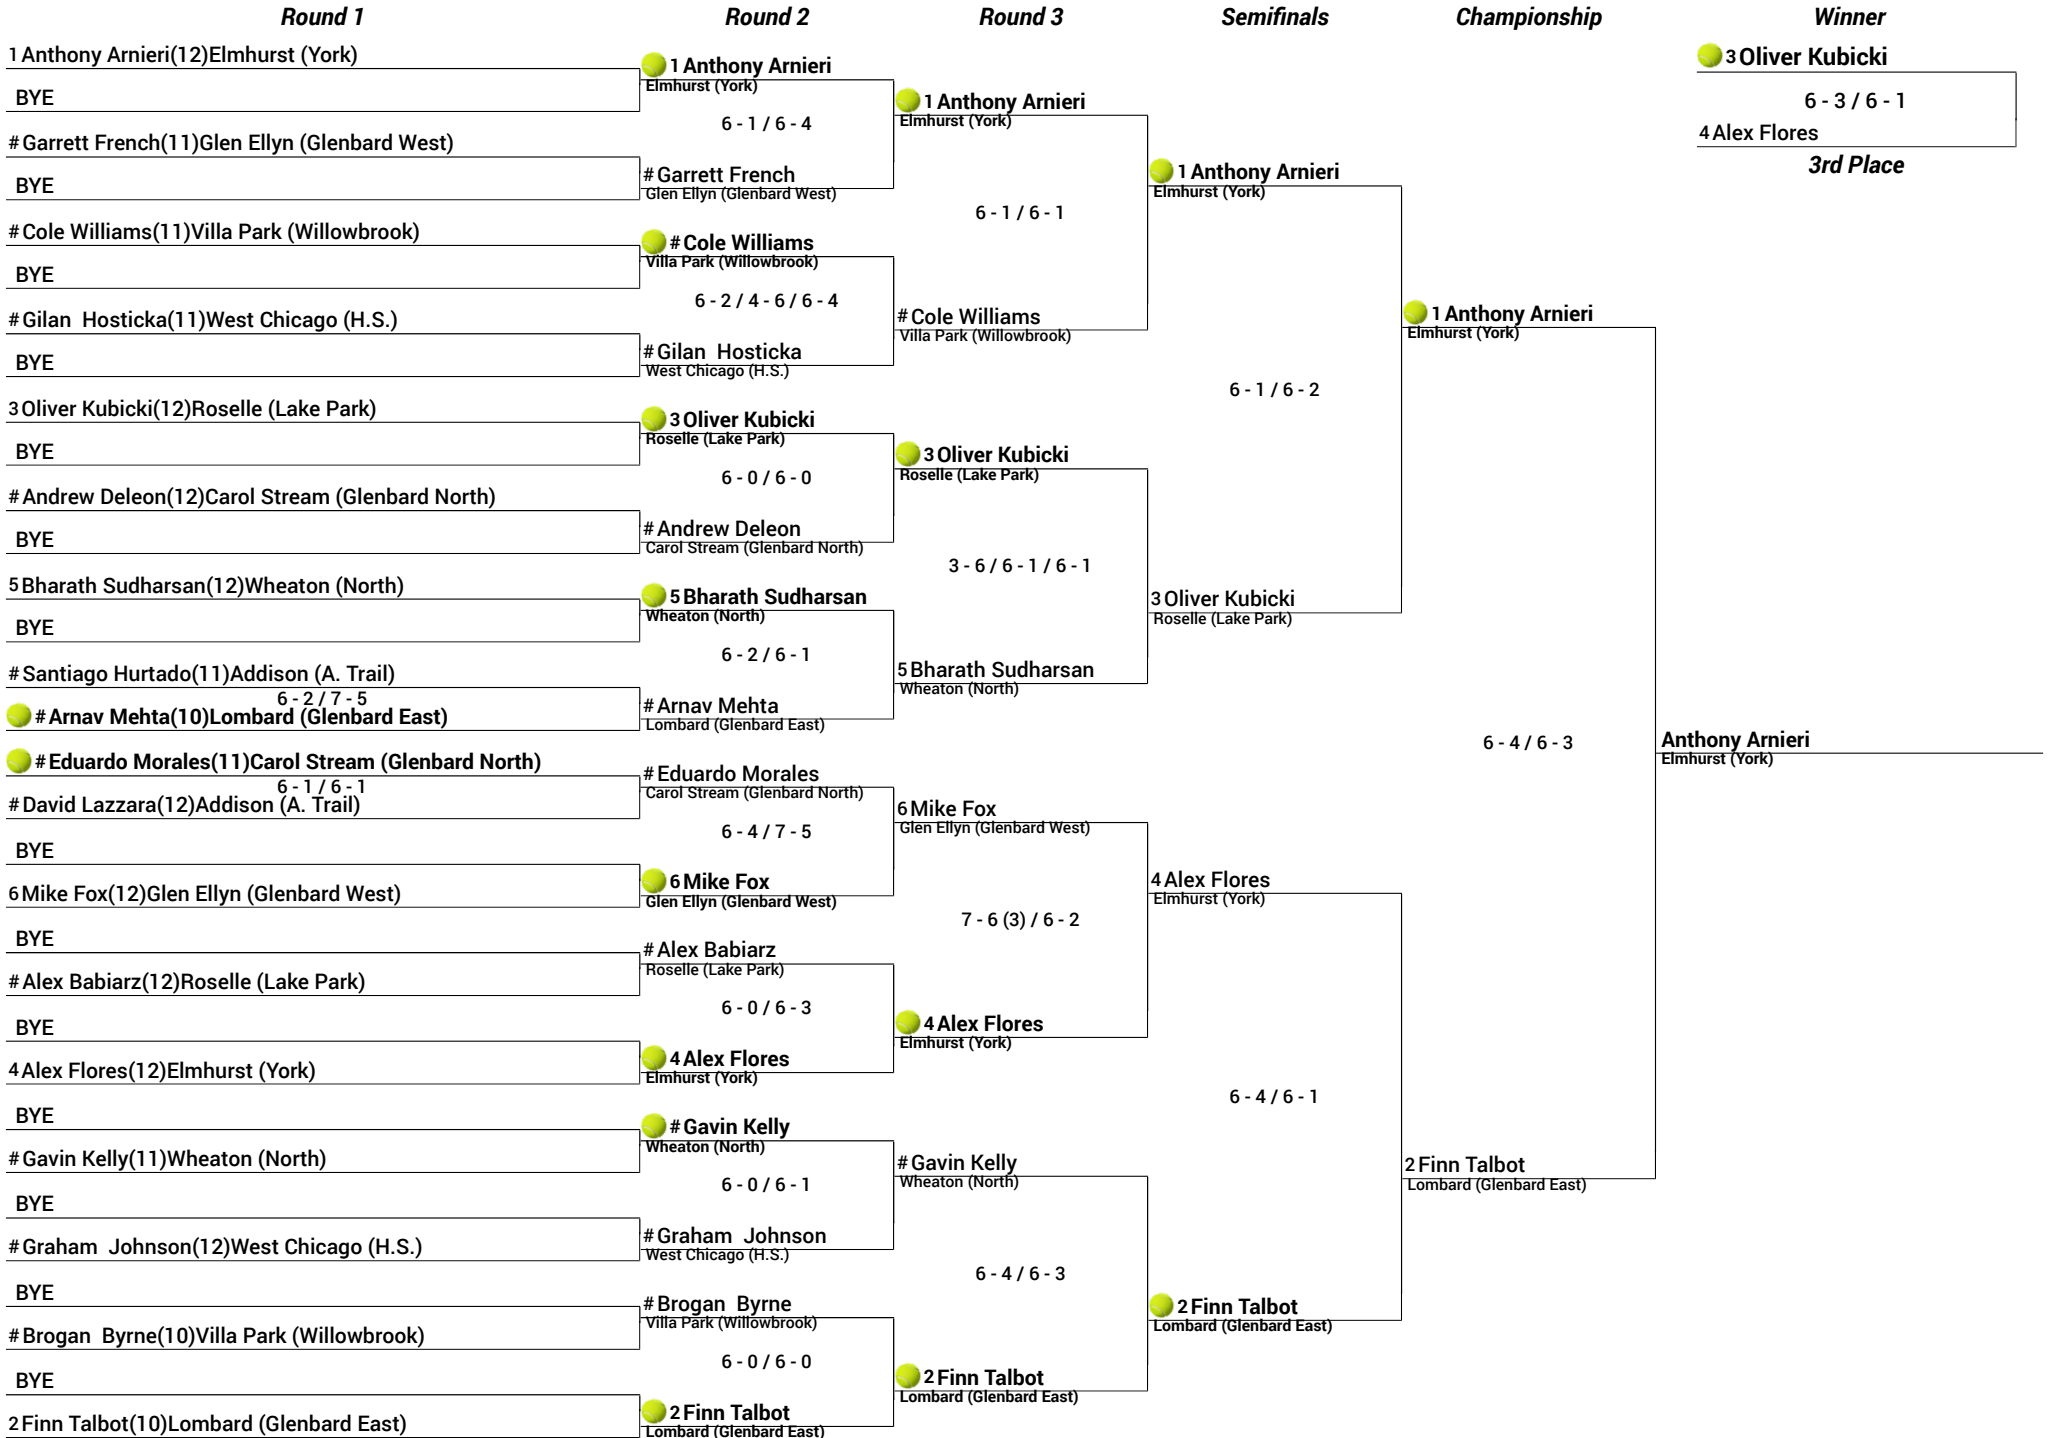 Round 1
Round 2
Round 3
Semifinals
Championship
Winner
1 Anthony Arnieri(12)Elmhurst (York)
BYE
# Garrett French(11)Glen Ellyn (Glenbard West)
BYE
# Cole Williams(11)Villa Park (Willowbrook)
BYE
# Gilan  Hosticka(11)West Chicago (H.S.)
BYE
3 Oliver Kubicki(12)Roselle (Lake Park)
BYE
# Andrew Deleon(12)Carol Stream (Glenbard North)
BYE
5 Bharath Sudharsan(12)Wheaton (North)
BYE
# Santiago Hurtado(11)Addison (A. Trail)
6 - 2 / 7 - 5
# Arnav Mehta(10)Lombard (Glenbard East)
# Eduardo Morales(11)Carol Stream (Glenbard North)
6 - 1 / 6 - 1
# David Lazzara(12)Addison (A. Trail)
BYE
6 Mike Fox(12)Glen Ellyn (Glenbard West)
BYE
# Alex Babiarz(12)Roselle (Lake Park)
BYE
4 Alex Flores(12)Elmhurst (York)
BYE
# Gavin Kelly(11)Wheaton (North)
BYE
# Graham  Johnson(12)West Chicago (H.S.)
BYE
# Brogan  Byrne(10)Villa Park (Willowbrook)
BYE
2 Finn Talbot(10)Lombard (Glenbard East)
1 Anthony Arnieri
Elmhurst (York)
6 - 1 / 6 - 4
# Garrett French
Glen Ellyn (Glenbard West)
# Cole Williams
Villa Park (Willowbrook)
6 - 2 / 4 - 6 / 6 - 4
# Gilan  Hosticka
West Chicago (H.S.)
3 Oliver Kubicki
Roselle (Lake Park)
6 - 0 / 6 - 0
# Andrew Deleon
Carol Stream (Glenbard North)
5 Bharath Sudharsan
Wheaton (North)
6 - 2 / 6 - 1
# Arnav Mehta
Lombard (Glenbard East)
# Eduardo Morales
Carol Stream (Glenbard North)
6 - 4 / 7 - 5
6 Mike Fox
Glen Ellyn (Glenbard West)
# Alex Babiarz
Roselle (Lake Park)
6 - 0 / 6 - 3
4 Alex Flores
Elmhurst (York)
# Gavin Kelly
Wheaton (North)
6 - 0 / 6 - 1
# Graham  Johnson
West Chicago (H.S.)
# Brogan  Byrne
Villa Park (Willowbrook)
6 - 0 / 6 - 0
2 Finn Talbot
Lombard (Glenbard East)
1 Anthony Arnieri
Elmhurst (York)
6 - 1 / 6 - 1
# Cole Williams
Villa Park (Willowbrook)
3 Oliver Kubicki
Roselle (Lake Park)
3 - 6 / 6 - 1 / 6 - 1
5 Bharath Sudharsan
Wheaton (North)
6 Mike Fox
Glen Ellyn (Glenbard West)
7 - 6 (3) / 6 - 2
4 Alex Flores
Elmhurst (York)
# Gavin Kelly
Wheaton (North)
6 - 4 / 6 - 3
2 Finn Talbot
Lombard (Glenbard East)
1 Anthony Arnieri
Elmhurst (York)
6 - 1 / 6 - 2
3 Oliver Kubicki
Roselle (Lake Park)
4 Alex Flores
Elmhurst (York)
6 - 4 / 6 - 1
2 Finn Talbot
Lombard (Glenbard East)
1 Anthony Arnieri
Elmhurst (York)
6 - 4 / 6 - 3
2 Finn Talbot
Lombard (Glenbard East)
Anthony Arnieri
Elmhurst (York)
3 Oliver Kubicki
6 - 3 / 6 - 1
4 Alex Flores
3rd Place